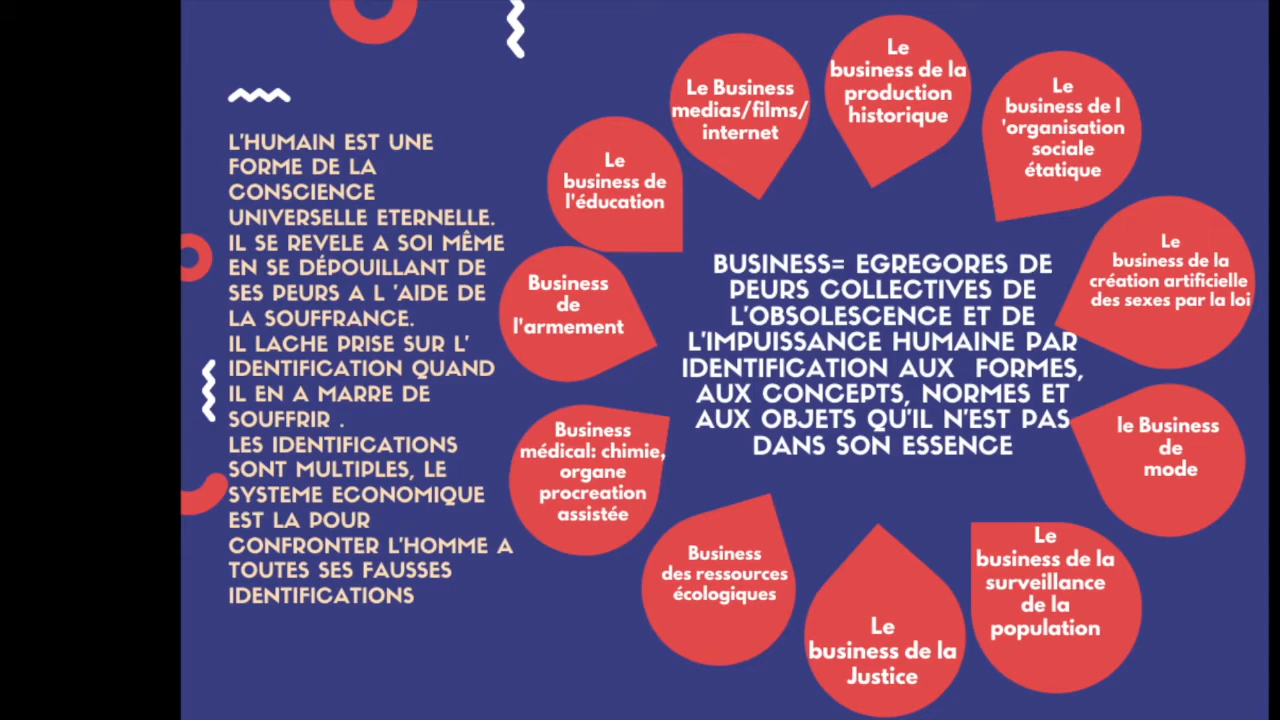 L'HUMAIN EST UNE
FORME DE LA
CONSCIENCE
UNIVERSELLE ETERNELLE.
IL SE REVELE A SOI MÊME
EN SE DÉPOUILLANT DE
SES PEURS A L 'AIDE DE
LA SOUFFRANCE.
IL LACHE PRISE SUR L'
IDENTIFICATION QUAND
IL EN A MARRE DE
SOUFFRIR .
LES IDENTIFICATIONS
SONT MULTIPLES, LE
SYSTEME ECONOMIQUE
EST LA POUR
CONFRONTER L'HOMME A
TOUTES SES FAUSSES
IDENTIFICATIONS
Le Business
medias/films/
internet
Le
business de la
production
historique
Le
business de l
'organisation
sociale
étatique
Le
business de la
création artificielle
des sexes par la loi
le Business
de
mode
Le
business de la
surveillance
de la
population
Le
business de la
Justice
Business
des ressources
écologiques
Business
médical: chimie,
organe
procreation
assistée
Business
de
l'armement
Le
business de
l'éducation
BUSINESS= EGREGORES DE
PEURS COLLECTIVES DE
L'OBSOLESCENCE ET DE
L'IMPUISSANCE HUMAINE PAR
IDENTIFICATION AUX FORMES,
AUX CONCEPTS, NORMES ET
AUX OBJETS QU'IL N'EST PAS
DANS SON ESSENCE